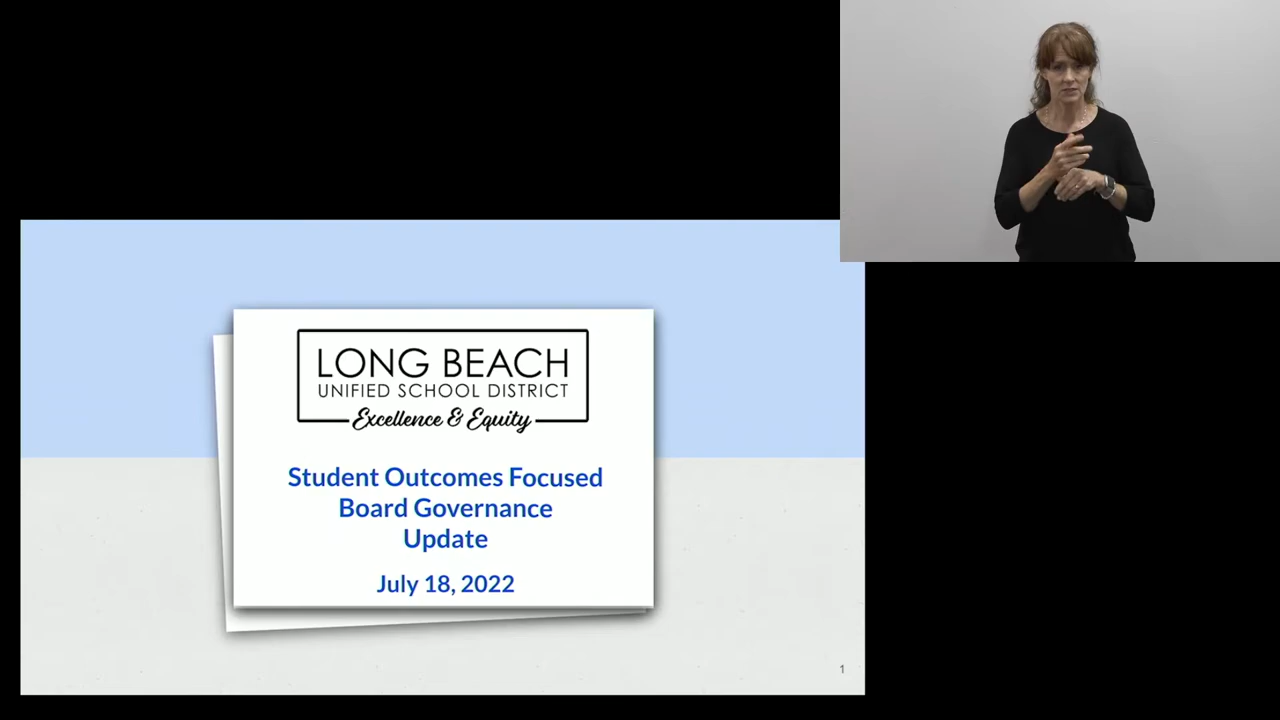 LONG BEACH
UNIFIED SCHOOL DISTRICT
Excellence & Equity
Student Outcomes Focused
Board Governance
Update
July 18, 2022
1